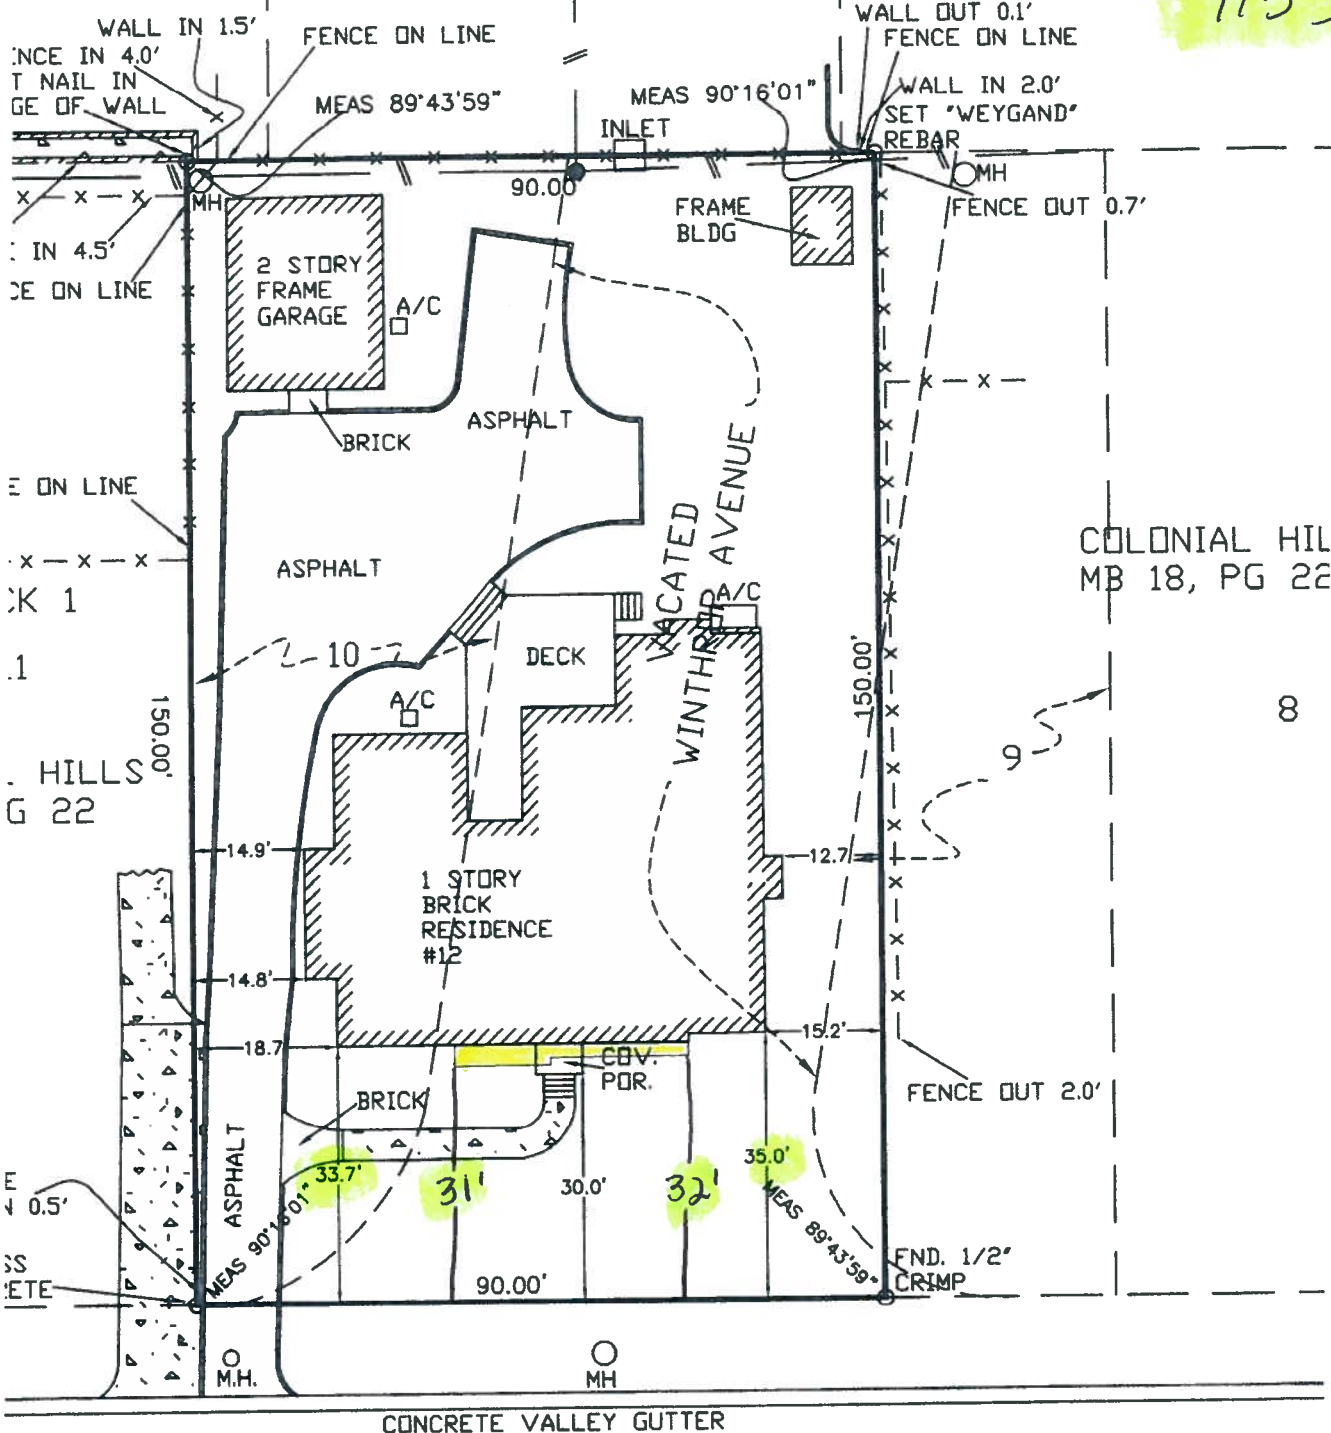 WALL IN 1.5'
FENCE ON LINE
WALL OUT 0.1'
FENCE ON LINE
NCE IN 4.0'
T NAIL IN
GE OF WALL
MEAS 89°43'59"
MEAS 90°16'01"
WALL IN 2.0'
SET "WEYGAND"
REBAR
INLET
MH
90.00'
MH
FRAME
BLDG
FENCE OUT 0.7'
IN 4.5'
CE ON LINE
2 STORY
FRAME
GARAGE
A/C
BRICK
ASPHALT
E ON LINE
ASPHALT
VACATED
WINTHROP AVENUE
COLONIAL HIL
MB 18, PG 22
CK 1
A/C
10
DECK
.1
150.00'
150.00'
A/C
8
9
. HILLS
G 22
14.9'
12.7'
1 STORY
BRICK
RESIDENCE
#12
14.8'
18.7'
15.2'
COV.
POR.
FENCE OUT 2.0'
BRICK
ASPHALT
33.7'
31'
30.0'
32'
35.0'
E
N 0.5'
MEAS 90°16'01"
MEAS 89°43'59"
SS
RETE
90.00'
FND. 1/2"
CRIMP
M.H.
MH
CONCRETE VALLEY GUTTER